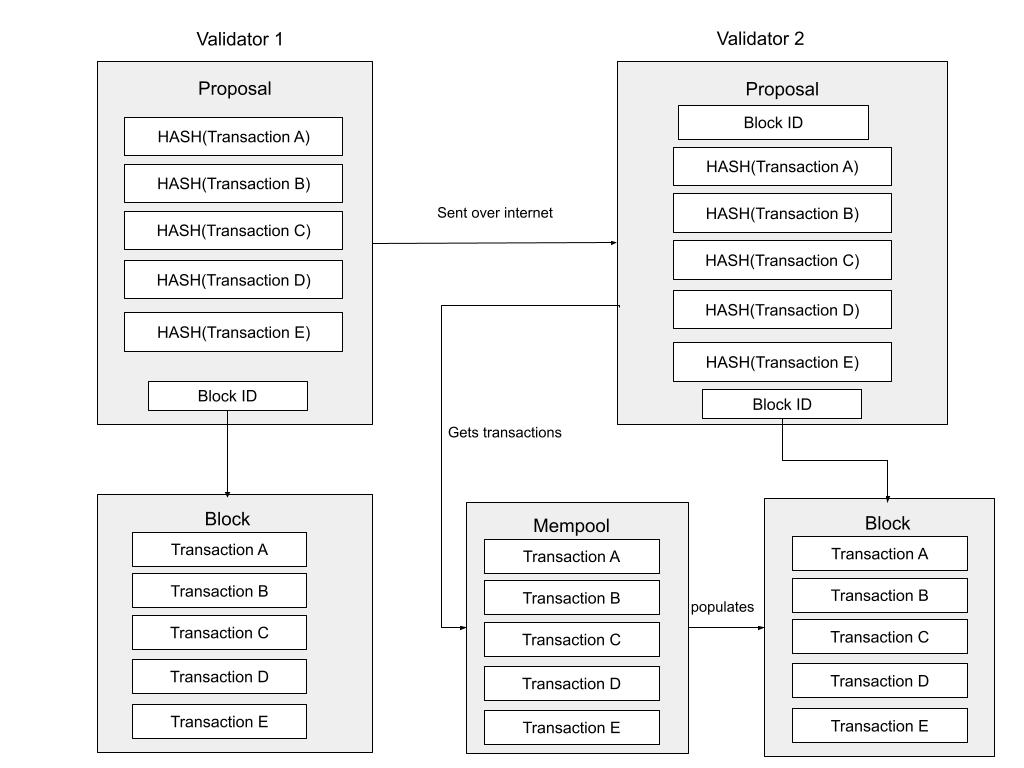 Validator 1
Proposal
HASH(Transaction A)
HASH(Transaction B)
HASH(Transaction C)
HASH(Transaction D)
HASH(Transaction E)
Block ID
Block
Transaction A
Transaction B
Transaction C
Transaction D
Transaction E
Sent over internet
Validator 2
Proposal
Block ID
HASH(Transaction A)
HASH(Transaction B)
HASH(Transaction C)
HASH(Transaction D)
HASH(Transaction E)
Block ID
Gets transactions
Mempool
Transaction A
Transaction B
Transaction C
Transaction D
Transaction E
populates
Block
Transaction A
Transaction B
Transaction C
Transaction D
Transaction E